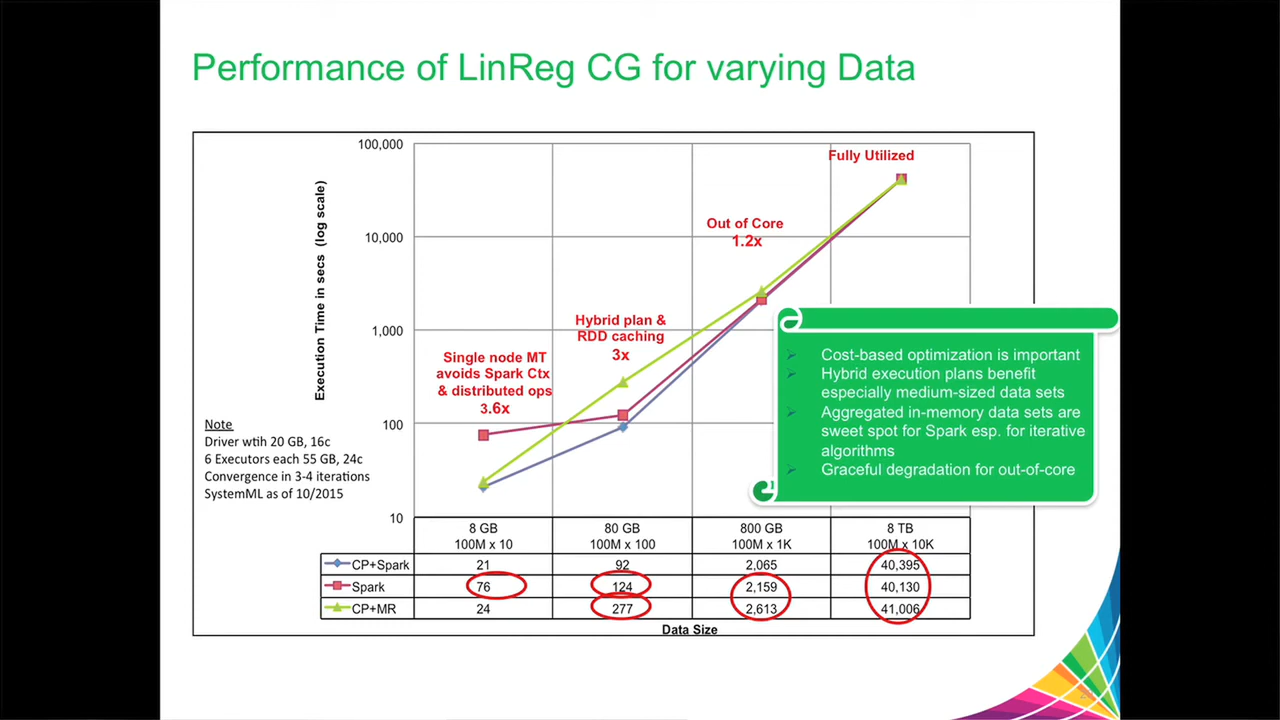 Performance of LinReg CG for varying Data
Execution Time in secs (log scale)
100,000
10,000
1,000
100
10
Fully Utilized
Out of Core
1.2x
Hybrid plan &
RDD caching
3x
Single node MT
avoids Spark Ctx
& distributed ops
3.6x
Note
Driver wtih 20 GB, 16c
6 Executors each 55 GB, 24c
Convergence in 3-4 iterations
SystemML as of 10/2015
Cost-based optimization is important
Hybrid execution plans benefit
especially medium-sized data sets
Aggregated in-memory data sets are
sweet spot for Spark esp. for iterative
algorithms
Graceful degradation for out-of-core
8 GB 80 GB 800 GB 8 TB
100M x 10 100M x 100 100M x 1K 100M x 10K
CP+Spark 21 92 2,065 40,395
Spark 76 124 2,159 40,130
CP+MR 24 277 2,613 41,006
Data Size